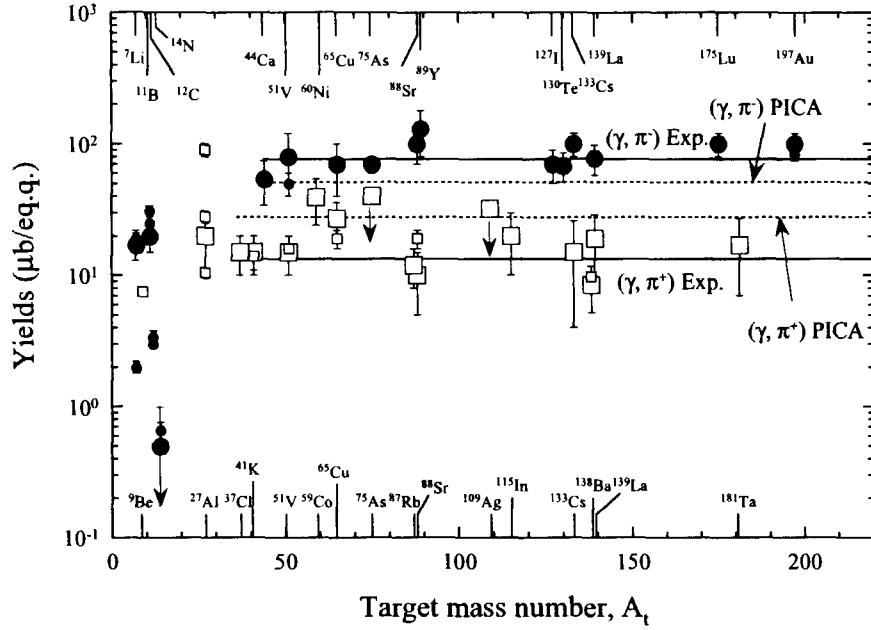 10³
¹⁴N
⁷Li
⁴⁴Ca
⁶⁵Cu
⁷⁵As
¹²⁷I
¹³⁹La
¹⁷⁵Lu
¹⁹⁷Au
¹¹B
¹²C
⁵¹V
⁶⁰Ni
⁸⁸Sr
⁸⁹Y
¹³⁰Te
¹³³Cs
(γ, π⁻) PICA
(γ, π⁻) Exp.
10²
10¹
(γ, π⁺) Exp.
(γ, π⁺) PICA
10⁰
Yields (μb/eq.q.)
⁴¹K
⁶⁵Cu
⁸⁸Sr
¹¹⁵In
¹³⁸Ba
¹³⁹La
⁹Be
²⁷Al
³⁷Cl
⁵¹V
⁵⁹Co
⁷⁵As
⁸⁷Rb
¹⁰⁹Ag
¹³³Cs
¹⁸¹Ta
10⁻¹
0 50 100 150 200
Target mass number, Aₜ